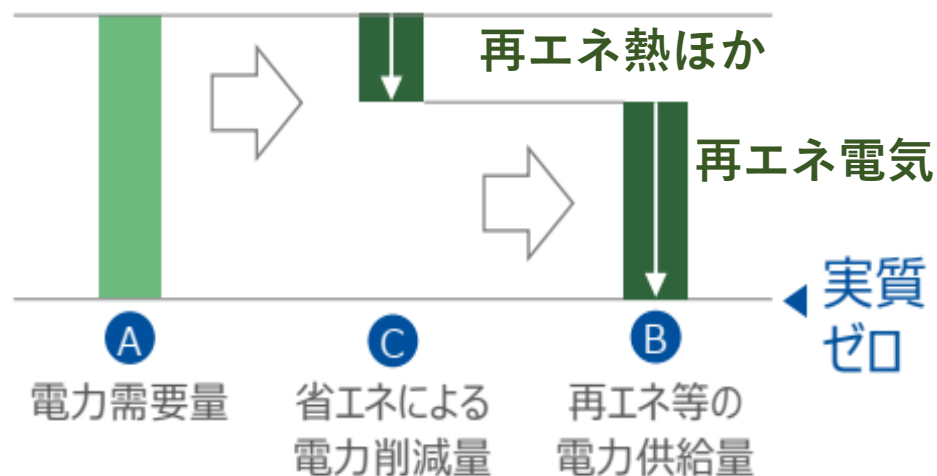 再エネ熱ほか
再エネ電気
◀ 実質
ゼロ
A
電力需要量
C
省エネによる
電力削減量
B
再エネ等の
電力供給量